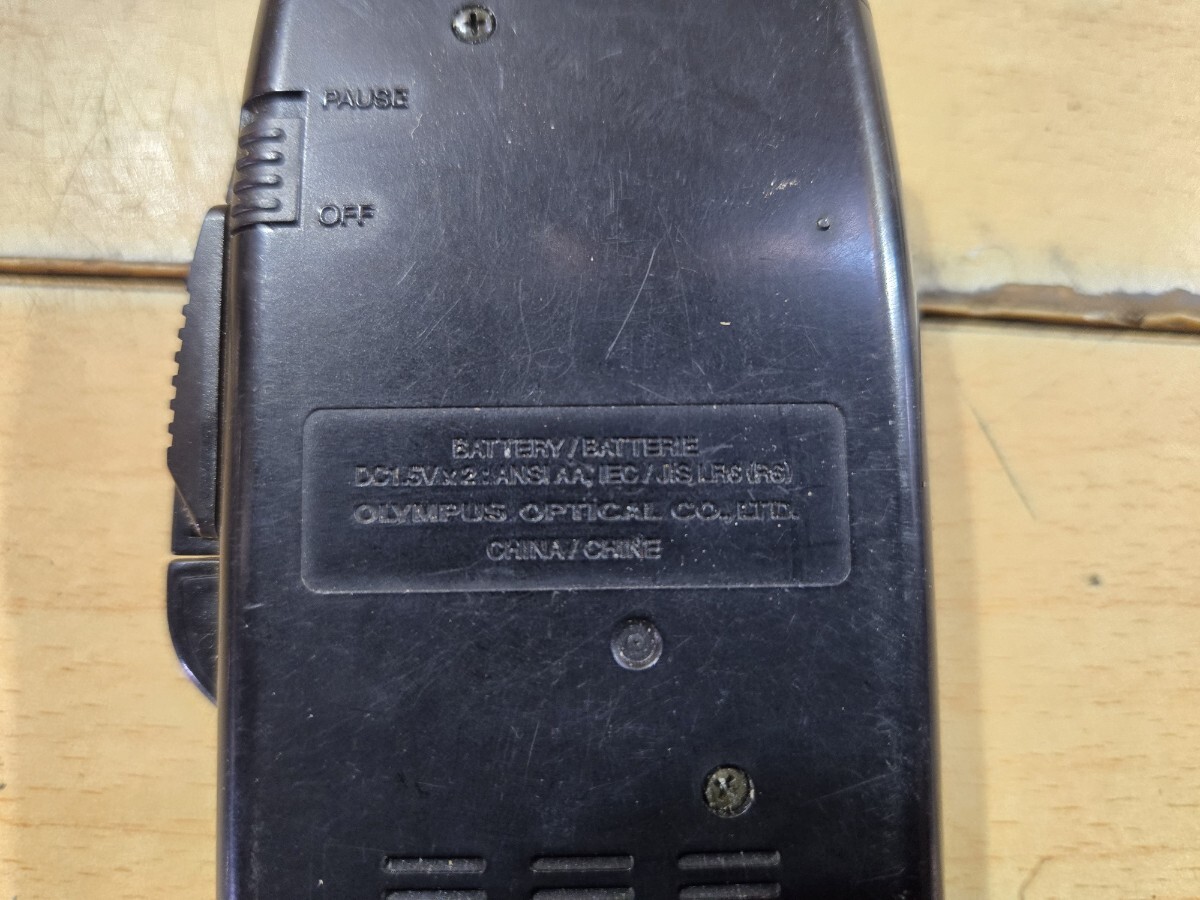 PAUSE
OFF
BATTERY/BATTERIE
DC1.5V x 2 : ANSI AA, IEC/JIS, LR6 (R6)
OLYMPUS OPTICAL CO., LTD.
CHINA/CHINE